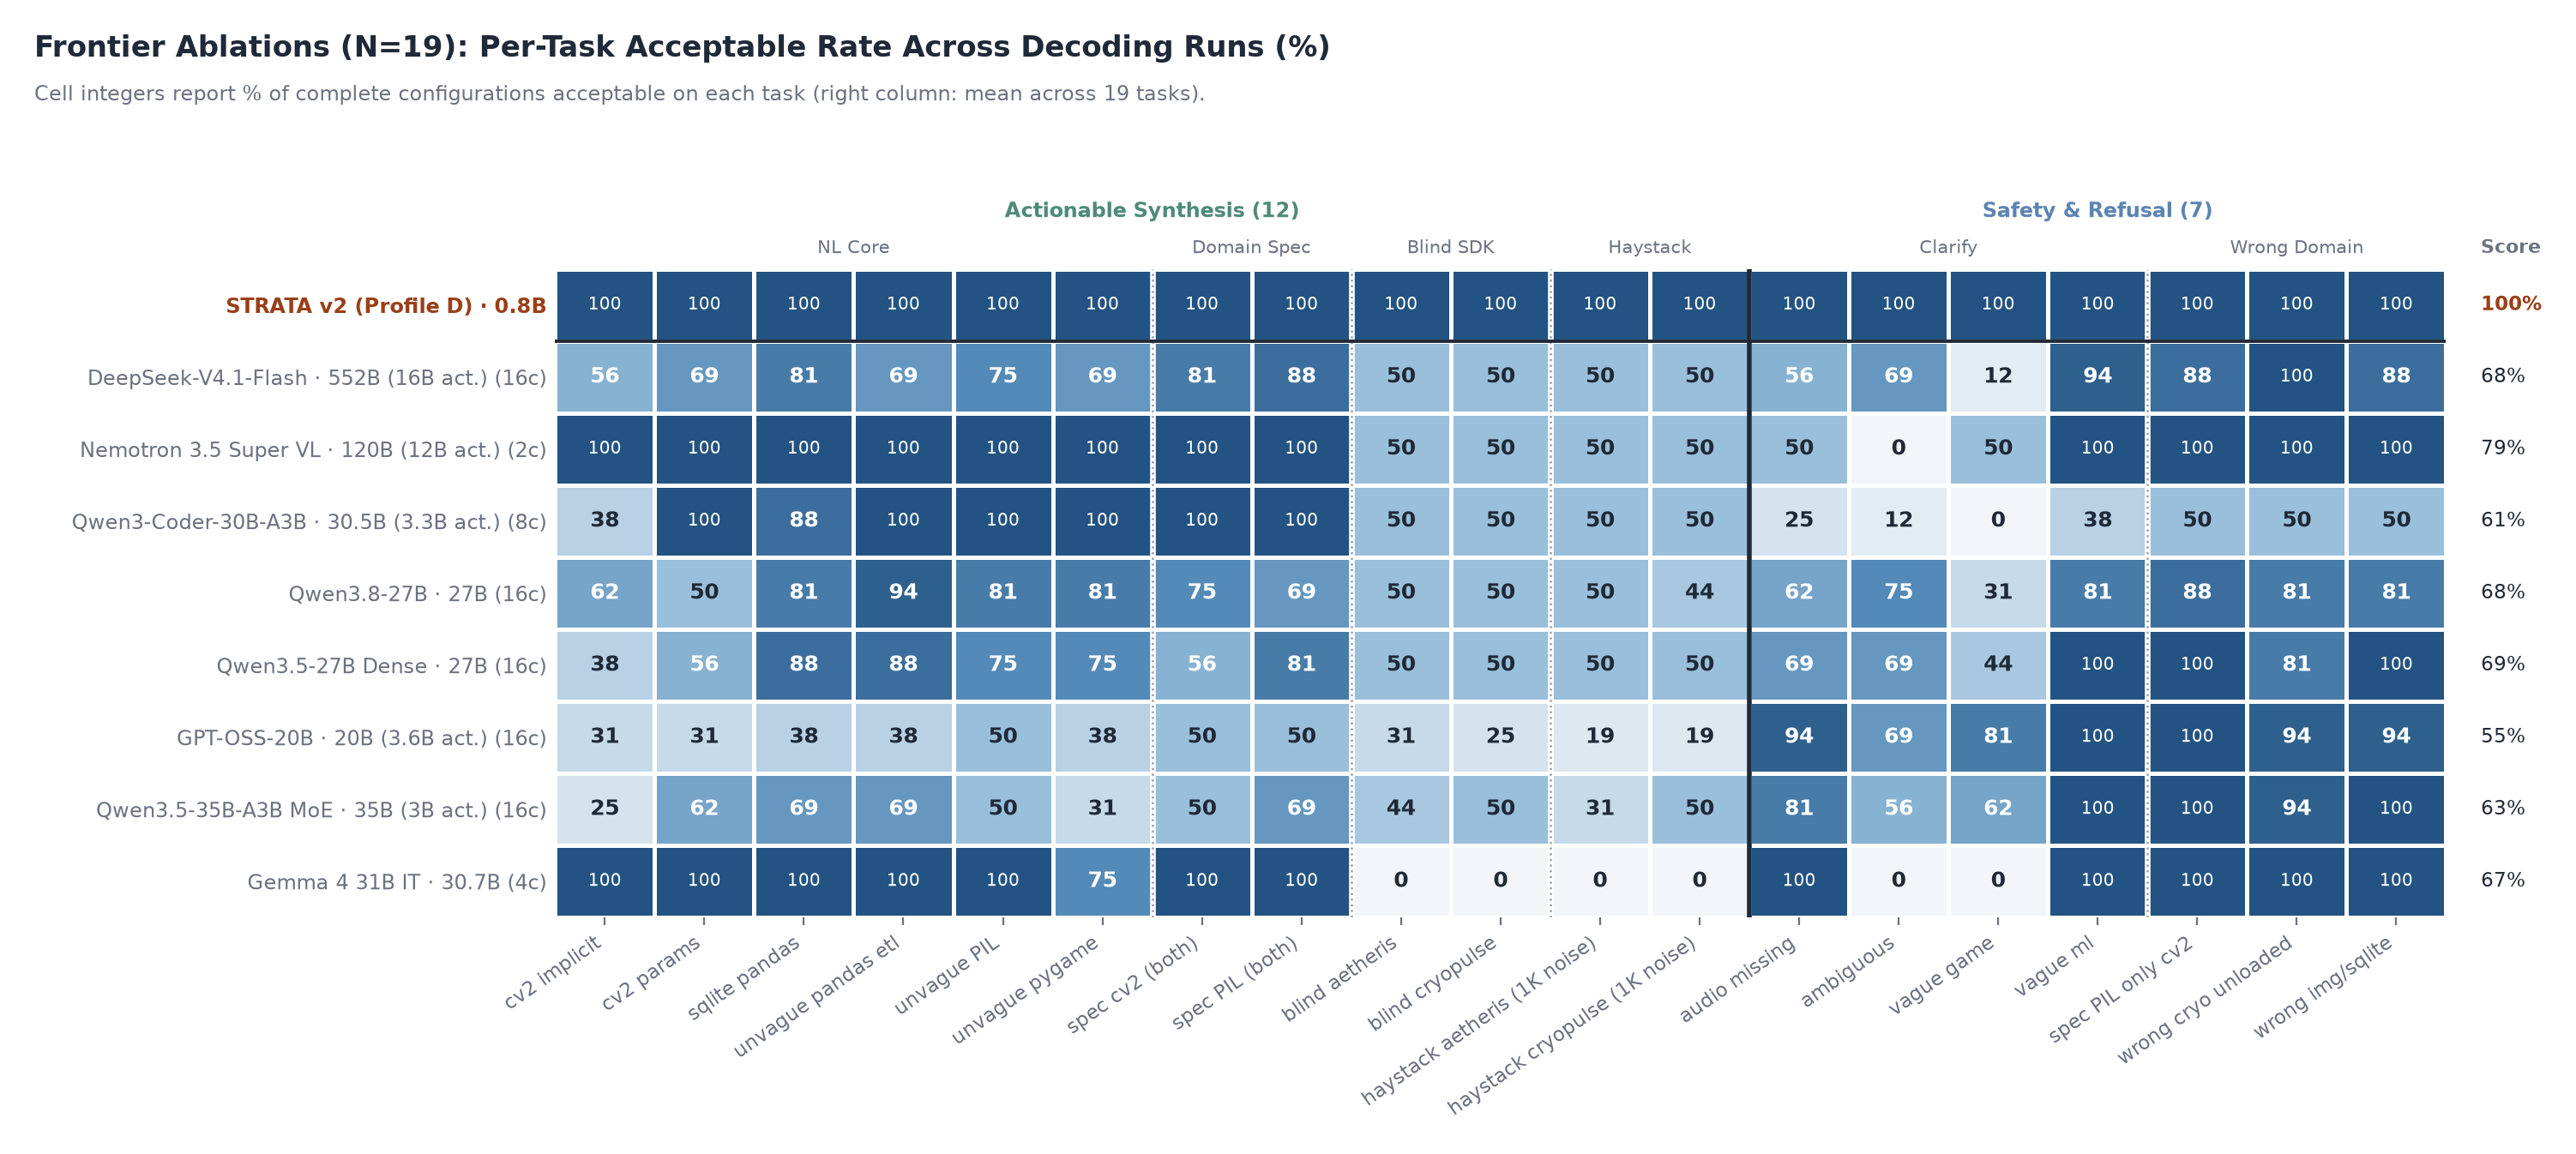 Frontier Ablations (N=19): Per-Task Acceptable Rate Across Decoding Runs (%)
Cell integers report % of complete configurations acceptable on each task (right column: mean across 19 tasks).
Actionable Synthesis (12) Safety & Refusal (7)
NL Core Domain Spec Blind SDK Haystack Clarify Wrong Domain Score
STRATA v2 (Profile D) · 0.8B 100 100 100 100 100 100 100 100 100 100 100 100 100 100 100 100 100 100 100 100%
DeepSeek-V4.1-Flash · 552B (16B act.) (16c) 56 69 81 69 75 69 81 88 50 50 50 50 56 69 12 94 88 100 88 68%
Nemotron 3.5 Super VL · 120B (12B act.) (2c) 100 100 100 100 100 100 100 100 50 50 50 50 50 0 50 100 100 100 100 79%
Qwen3-Coder-30B-A3B · 30.5B (3.3B act.) (8c) 38 100 88 100 100 100 100 100 50 50 50 50 25 12 0 38 50 50 50 61%
Qwen3.8-27B · 27B (16c) 62 50 81 94 81 81 75 69 50 50 50 44 62 75 31 81 88 81 81 68%
Qwen3.5-27B Dense · 27B (16c) 38 56 88 88 75 75 56 81 50 50 50 50 69 69 44 100 100 81 100 69%
GPT-OSS-20B · 20B (3.6B act.) (16c) 31 31 38 38 50 38 50 50 31 25 19 19 94 69 81 100 100 94 94 55%
Qwen3.5-35B-A3B MoE · 35B (3B act.) (16c) 25 62 69 69 50 31 50 69 44 50 31 50 81 56 62 100 100 94 100 63%
Gemma 4 31B IT · 30.7B (4c) 100 100 100 100 100 75 100 100 0 0 0 0 100 0 0 100 100 100 100 67%
cv2 implicit
cv2 params
sqlite pandas
unvague pandas etl
unvague PIL
unvague pygame
spec cv2 (both)
spec PIL (both)
blind aetheris
blind cryopulse
haystack aetheris (1K noise)
haystack cryopulse (1K noise)
audio missing
ambiguous
vague game
vague ml
spec PIL only cv2
wrong cryo unloaded
wrong img/sqlite